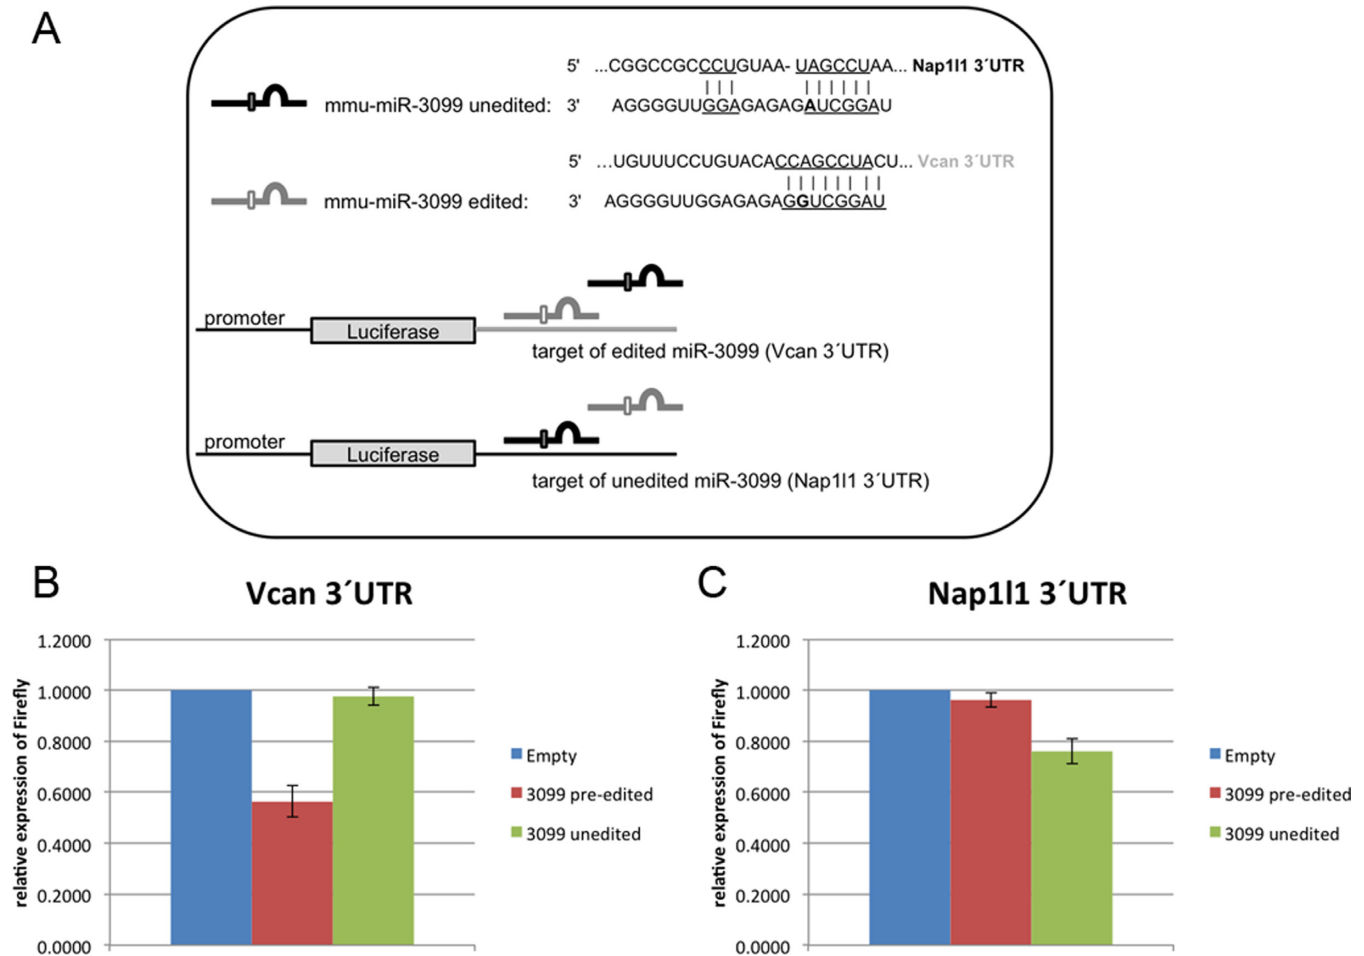 A
5' ...CGGCCGCCCUGUAA- UAGCCUAA... Nap1l1 3´UTR
mmu-miR-3099 unedited: 3' AGGGGUUGGAGAGAGAUCGGAU
5' ...UGUUUCCUGUACACCAGCCUACU... Vcan 3´UTR
mmu-miR-3099 edited: 3' AGGGGUUGGAGAGAGGUCGGAU
promoter
Luciferase
target of edited miR-3099 (Vcan 3´UTR)
promoter
Luciferase
target of unedited miR-3099 (Nap1l1 3´UTR)
B
Vcan 3´UTR
relative expression of Firefly
1.2000
1.0000
0.8000
0.6000
0.4000
0.2000
0.0000
Empty
3099 pre-edited
3099 unedited
C
Nap1l1 3´UTR
relative expression of Firefly
1.2000
1.0000
0.8000
0.6000
0.4000
0.2000
0.0000
Empty
3099 pre-edited
3099 unedited